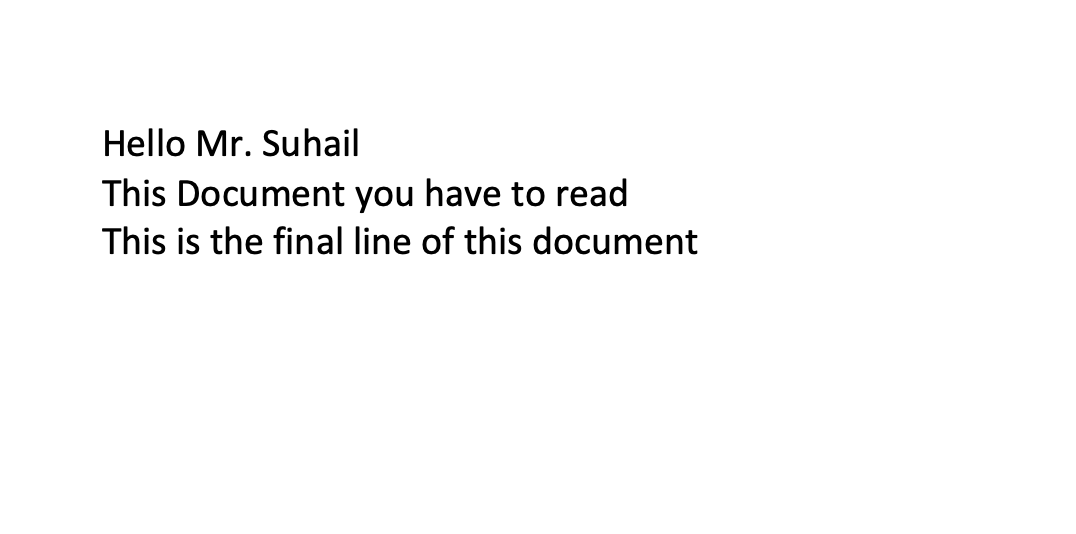 Hello Mr. Suhail
This Document you have to read
This is the final line of this document